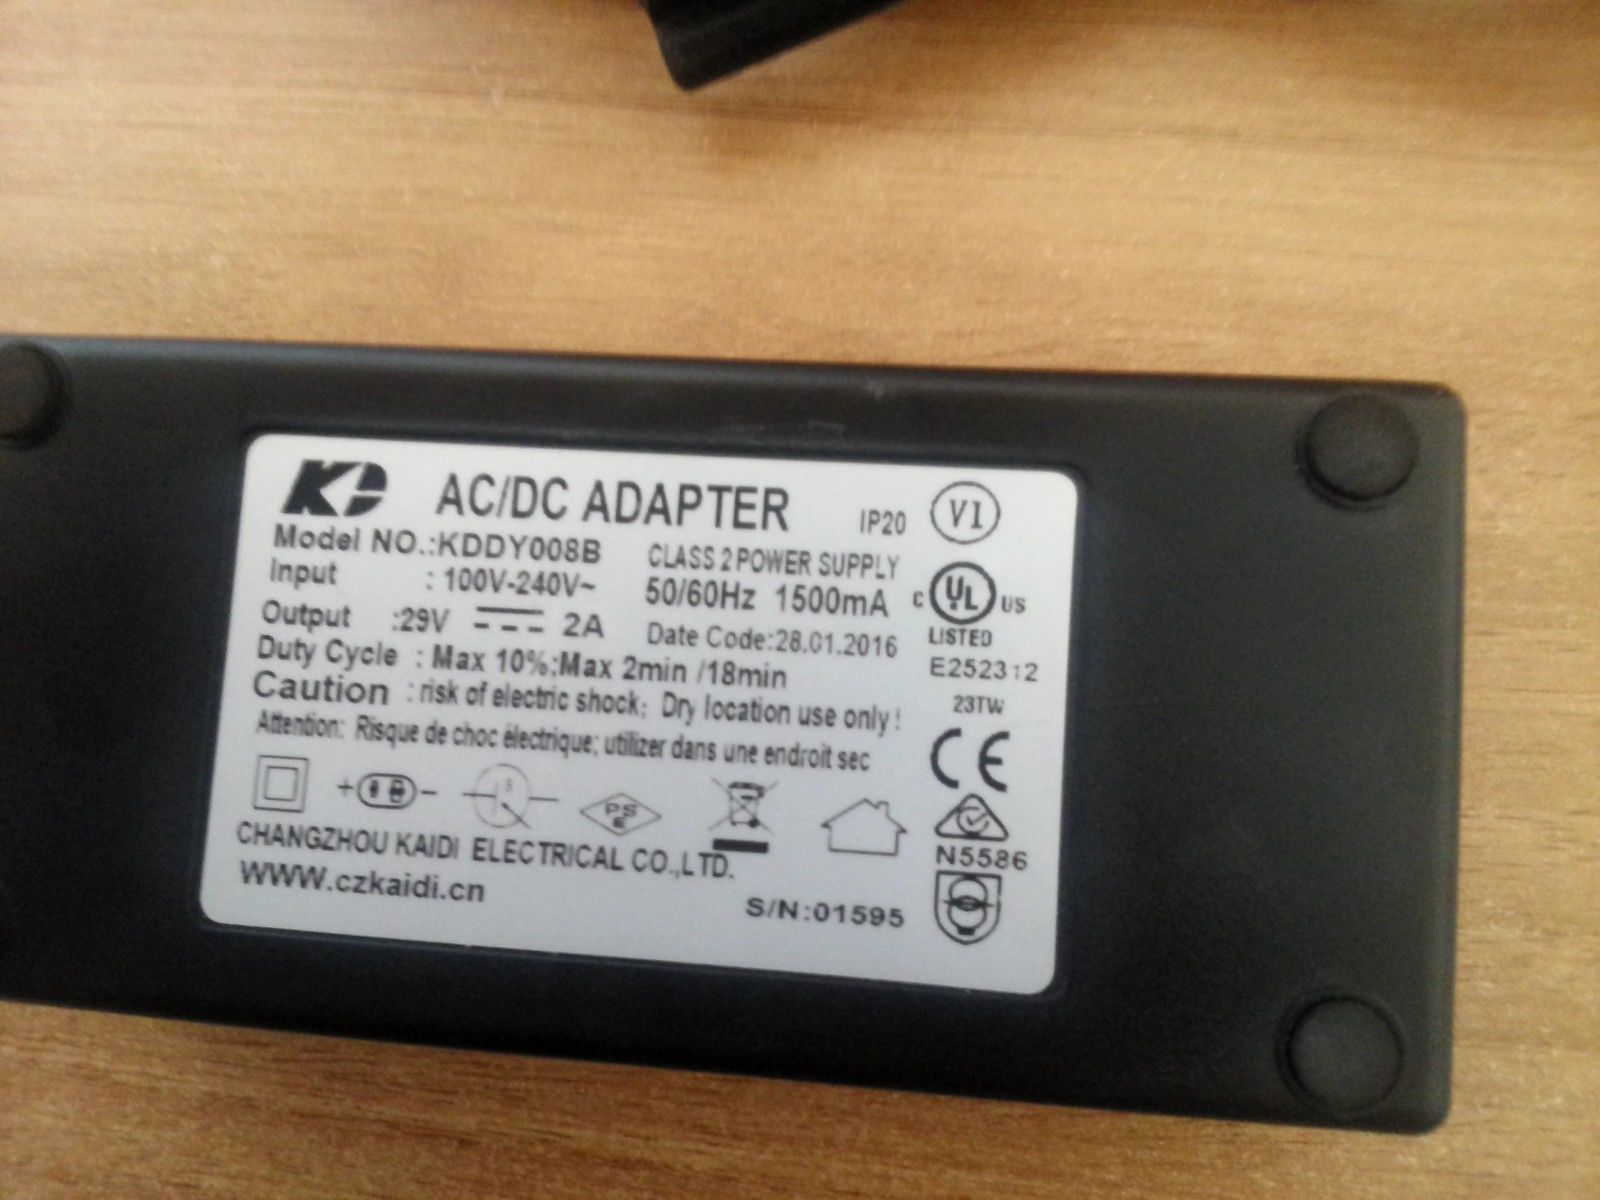 KD AC/DC ADAPTER IP20 VI
Model NO.:KDDY008B CLASS 2 POWER SUPPLY
Input : 100V-240V~ 50/60Hz 1500mA
c UL US
LISTED
Output :29V 2A Date Code:28.01.2016
E252312
Duty Cycle : Max 10%;Max 2min /18min
23TW
Caution : risk of electric shock; Dry location use only!
Attention: Risque de choc électrique; utiliser dans une endroit sec
CE
+ -
S
PS
E
N5586
CHANGZHOU KAIDI ELECTRICAL CO.,LTD.
WWW.czkaidi.cn
S/N:01595